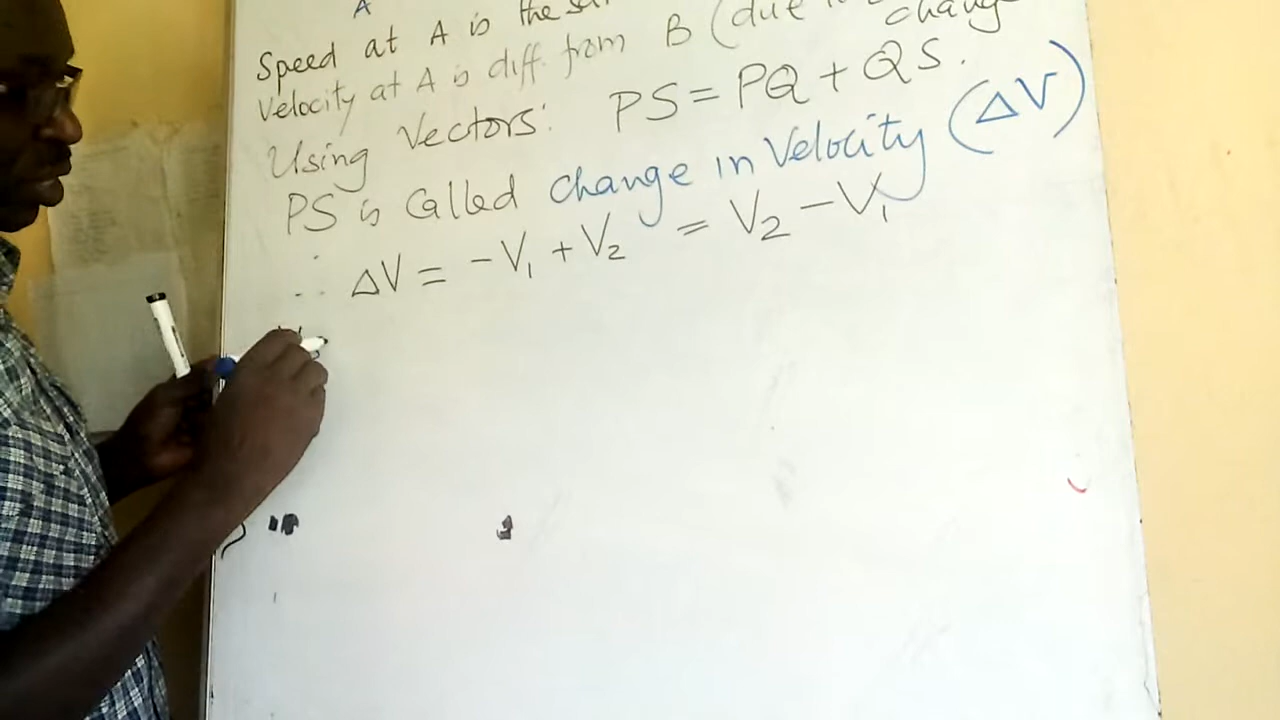 A
Speed at A is the
Velocity at A is diff. from B (due
change
Using Vectors: PS = PQ + QS.
PS is called change in Velocity (ΔV)
∴ ΔV = -V₁ + V₂ = V₂ - V₁